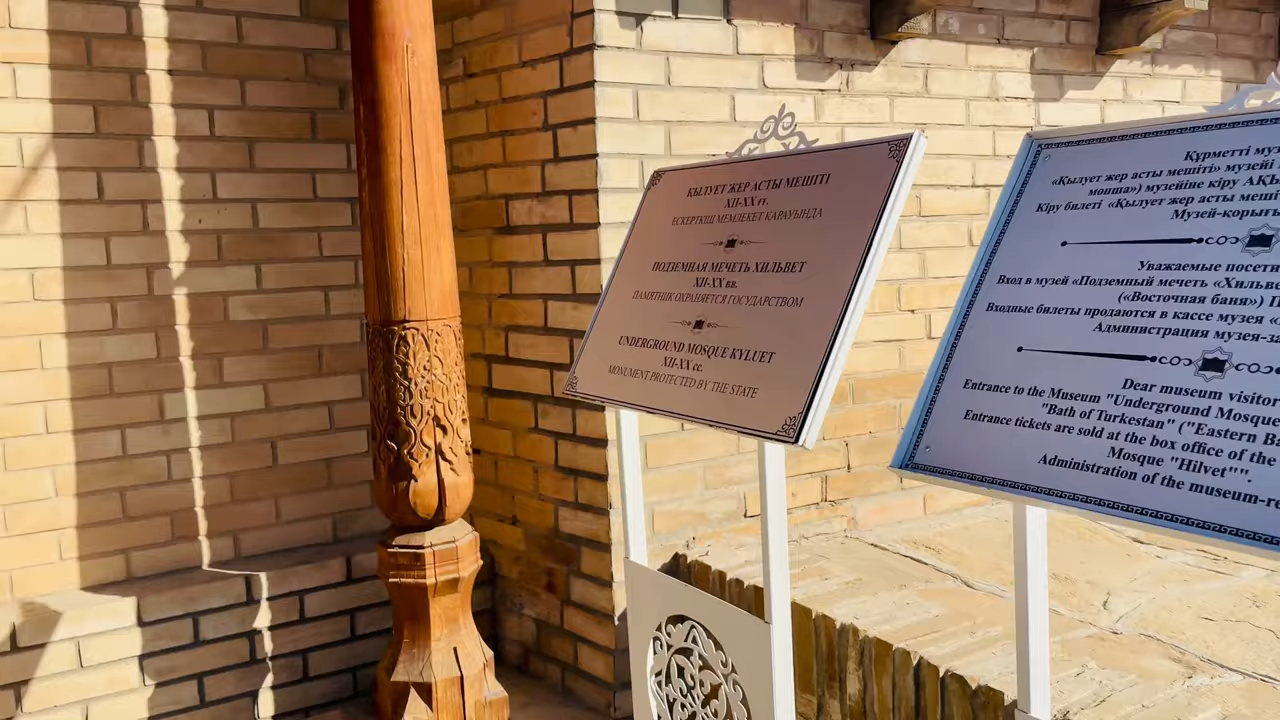 ҚЫЛУЕТ ЖЕР АСТЫ МЕШІТІ
XII-XX ғғ.
ЕСКЕРТКІШ МЕМЛЕКЕТ ҚАРАУЫНДА
ПОДЗЕМНАЯ МЕЧЕТЬ ХИЛЬВЕТ
XII-XX вв.
ПАМЯТНИК ОХРАНЯЕТСЯ ГОСУДАРСТВОМ
UNDERGROUND MOSQUE KYLUET
XII-XX cc.
MONUMENT PROTECTED BY THE STATE
Құрметті муз
«Қылует жер асты мешіті» музейі
монша») музейіне кіру АҚЫ
Кіру билеті «Қылует жер асты меші
Музей-қорығы
Уважаемые посети
Вход в музей «Подземный мечеть «Хильве
(«Восточная баня»)
Входные билеты продаются в кассе музея «
Администрация музея-за
Dear museum visitor
Entrance to the Museum "Underground Mosque
"Bath of Turkestan" ("Eastern Ba
Entrance tickets are sold at the box office of the
Mosque "Hilvet"".
Administration of the museum-re